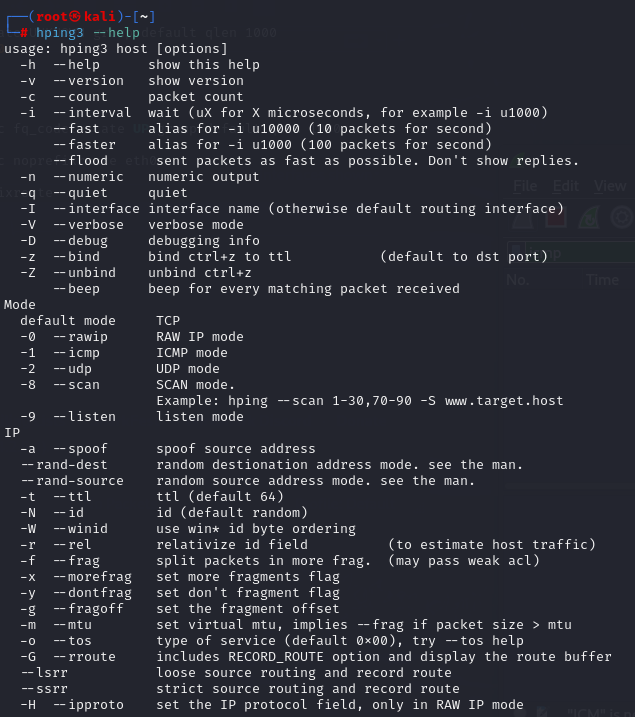 ┌──(root㉿kali)-[~]
└─# hping3 --help
usage: hping3 host [options]
  -h  --help      show this help
  -v  --version   show version
  -c  --count     packet count
  -i  --interval  wait (uX for X microseconds, for example -i u1000)
      --fast      alias for -i u10000 (10 packets for second)
      --faster    alias for -i u1000 (100 packets for second)
      --flood      sent packets as fast as possible. Don't show replies.
  -n  --numeric   numeric output
  -q  --quiet     quiet
  -I  --interface interface name (otherwise default routing interface)
  -V  --verbose   verbose mode
  -D  --debug     debugging info
  -z  --bind      bind ctrl+z to ttl           (default to dst port)
  -Z  --unbind    unbind ctrl+z
      --beep      beep for every matching packet received
Mode
  default mode     TCP
  -0  --rawip      RAW IP mode
  -1  --icmp       ICMP mode
  -2  --udp        UDP mode
  -8  --scan       SCAN mode.
                   Example: hping --scan 1-30,70-90 -S www.target.host
  -9  --listen     listen mode
IP
  -a  --spoof      spoof source address
  --rand-dest      random destionation address mode. see the man.
  --rand-source    random source address mode. see the man.
  -t  --ttl        ttl (default 64)
  -N  --id         id (default random)
  -W  --winid      use win* id byte ordering
  -r  --rel        relativize id field          (to estimate host traffic)
  -f  --frag       split packets in more frag.  (may pass weak acl)
  -x  --morefrag   set more fragments flag
  -y  --dontfrag   set don't fragment flag
  -g  --fragoff    set the fragment offset
  -m  --mtu        set virtual mtu, implies --frag if packet size > mtu
  -o  --tos        type of service (default 0x00), try --tos help
  -G  --rroute     includes RECORD_ROUTE option and display the route buffer
  --lsrr           loose source routing and record route
  --ssrr           strict source routing and record route
  -H  --ipproto    set the IP protocol field, only in RAW IP mode
File Edit View
No. Time